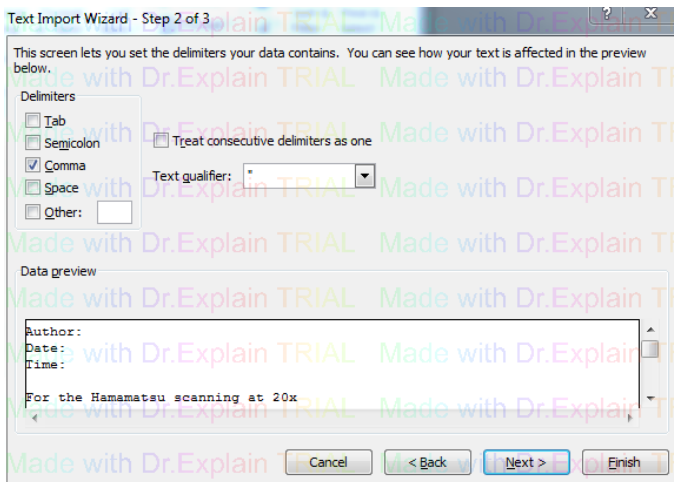 Text Import Wizard - Step 2 of 3
This screen lets you set the delimiters your data contains. You can see how your text is affected in the preview
below.
Delimiters
Tab
Semicolon
Comma
Space
Other:
Treat consecutive delimiters as one
Text qualifier: "
Data preview
Author:
Date:
Time:
For the Hamamatsu scanning at 20x
Cancel
< Back
Next >
Finish
Made with Dr.Explain TRIAL